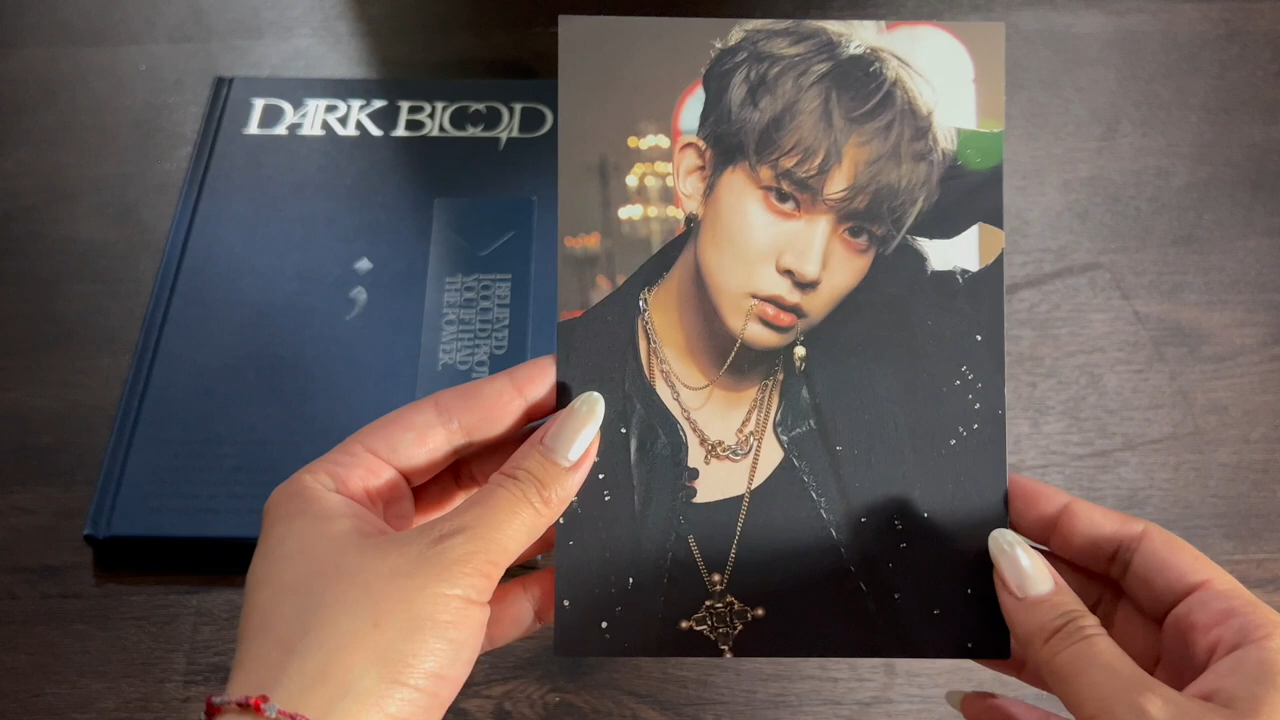 DARK BLOOD
I BELIEVED
I COULD PROT
YOU IF I HAD
THE POWER.